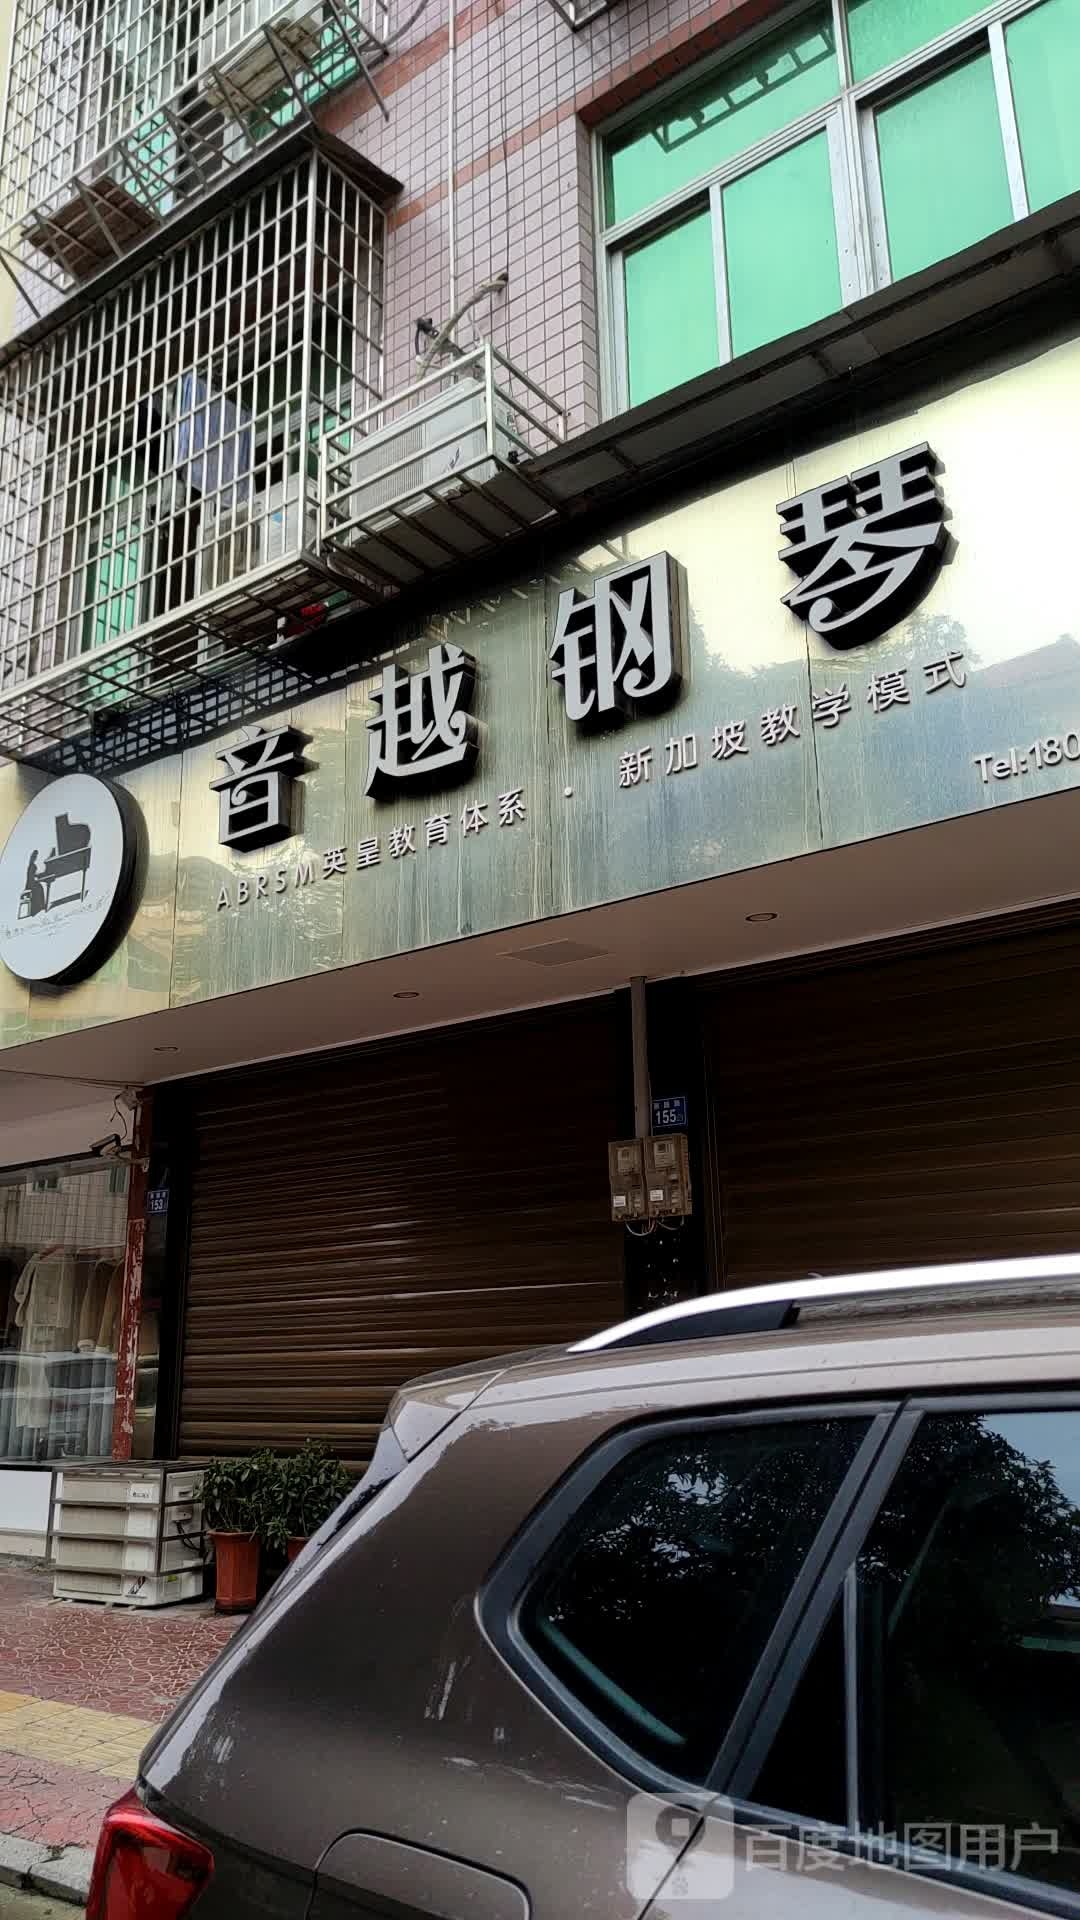 音越钢琴
ABRSM英皇教育体系 · 新加坡教学模式
Tel:180
155
153
百度地图用户